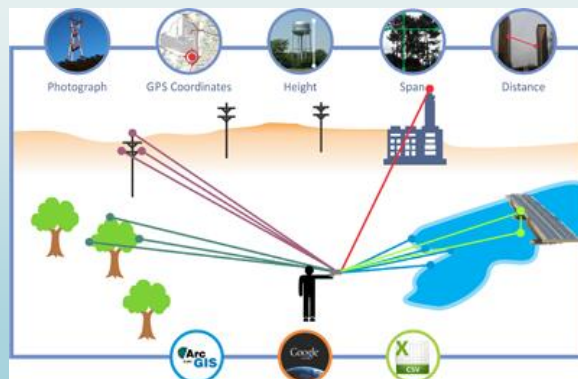 Photograph
GPS Coordinates
Height
Span
Distance
Arc
GIS
Google
X
CSV